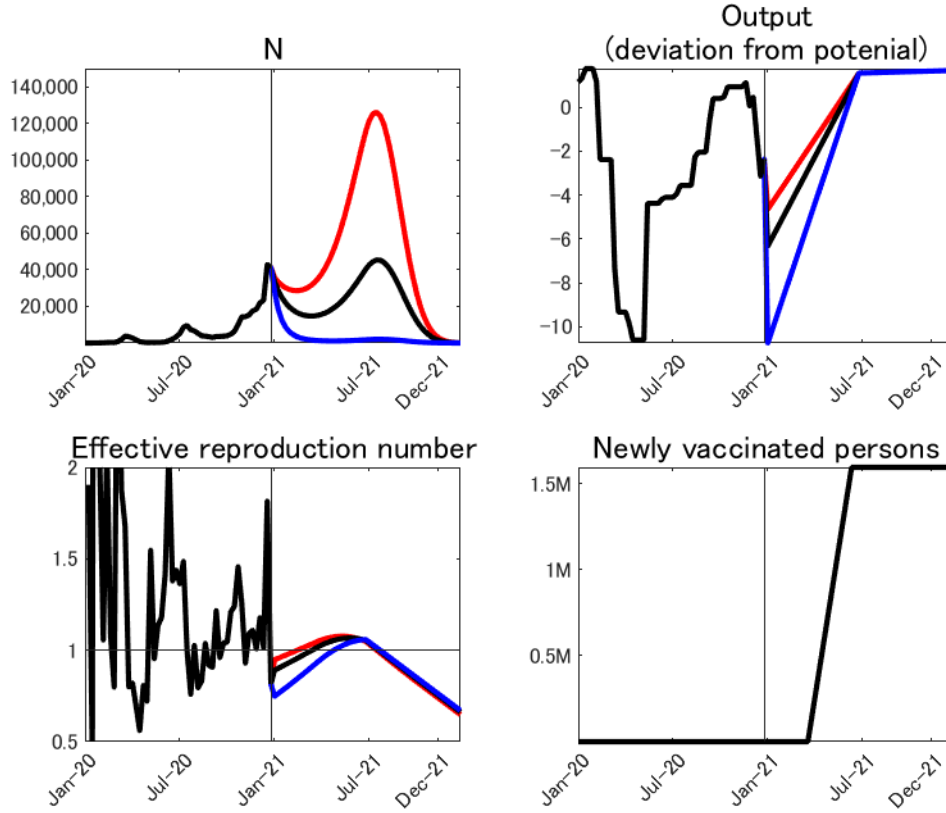 N
140,000
120,000
100,000
80,000
60,000
40,000
20,000
Jan-20
Jul-20
Jan-21
Jul-21
Dec-21
Output
(deviation from potenial)
0
-2
-4
-6
-8
-10
Jan-20
Jul-20
Jan-21
Jul-21
Dec-21
Effective reproduction number
2
1.5
1
0.5
Jan-20
Jul-20
Jan-21
Jul-21
Dec-21
Newly vaccinated persons
1.5M
1M
0.5M
Jan-20
Jul-20
Jan-21
Jul-21
Dec-21